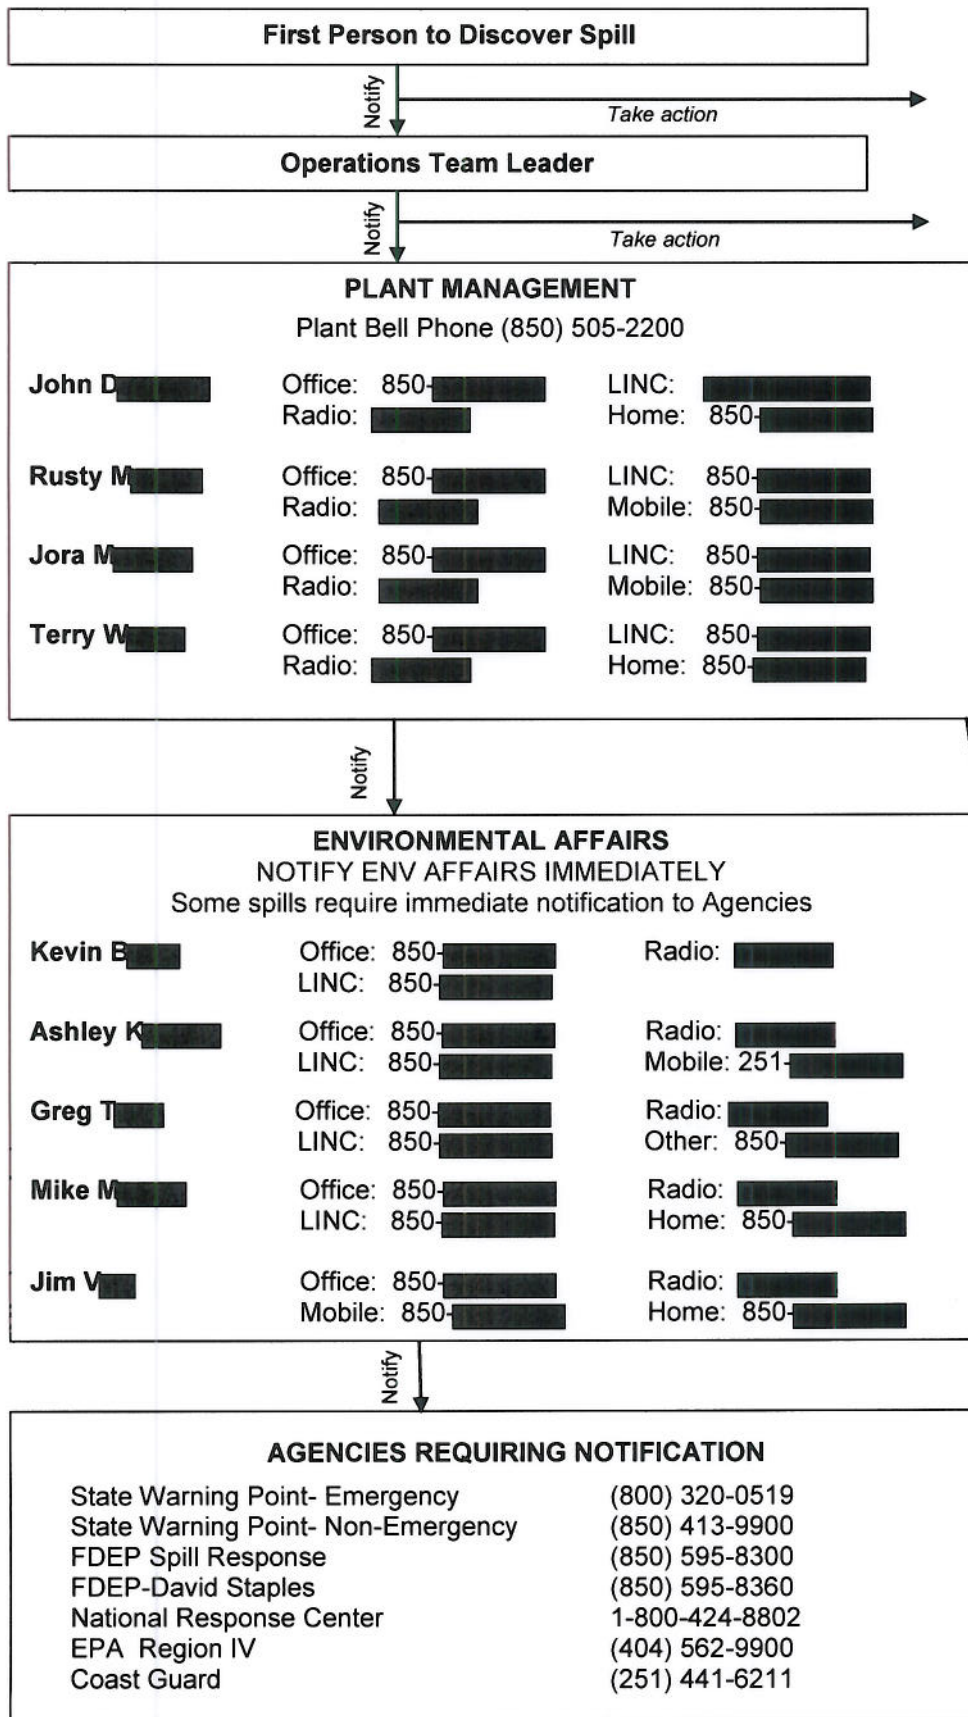 First Person to Discover Spill
Notify
Take action
Operations Team Leader
Notify
Take action
PLANT MANAGEMENT
Plant Bell Phone (850) 505-2200
John D Office: 850- LINC:
Radio: Home: 850-
Rusty M Office: 850- LINC: 850-
Radio: Mobile: 850-
Jora M Office: 850- LINC: 850-
Radio: Mobile: 850-
Terry W Office: 850- LINC: 850-
Radio: Home: 850-
Notify
ENVIRONMENTAL AFFAIRS
NOTIFY ENV AFFAIRS IMMEDIATELY
Some spills require immediate notification to Agencies
Kevin B Office: 850- Radio:
LINC: 850-
Ashley K Office: 850- Radio:
LINC: 850- Mobile: 251-
Greg T Office: 850- Radio:
LINC: 850- Other: 850-
Mike M Office: 850- Radio:
LINC: 850- Home: 850-
Jim V Office: 850- Radio:
Mobile: 850- Home: 850-
Notify
AGENCIES REQUIRING NOTIFICATION
State Warning Point- Emergency (800) 320-0519
State Warning Point- Non-Emergency (850) 413-9900
FDEP Spill Response (850) 595-8300
FDEP-David Staples (850) 595-8360
National Response Center 1-800-424-8802
EPA Region IV (404) 562-9900
Coast Guard (251) 441-6211